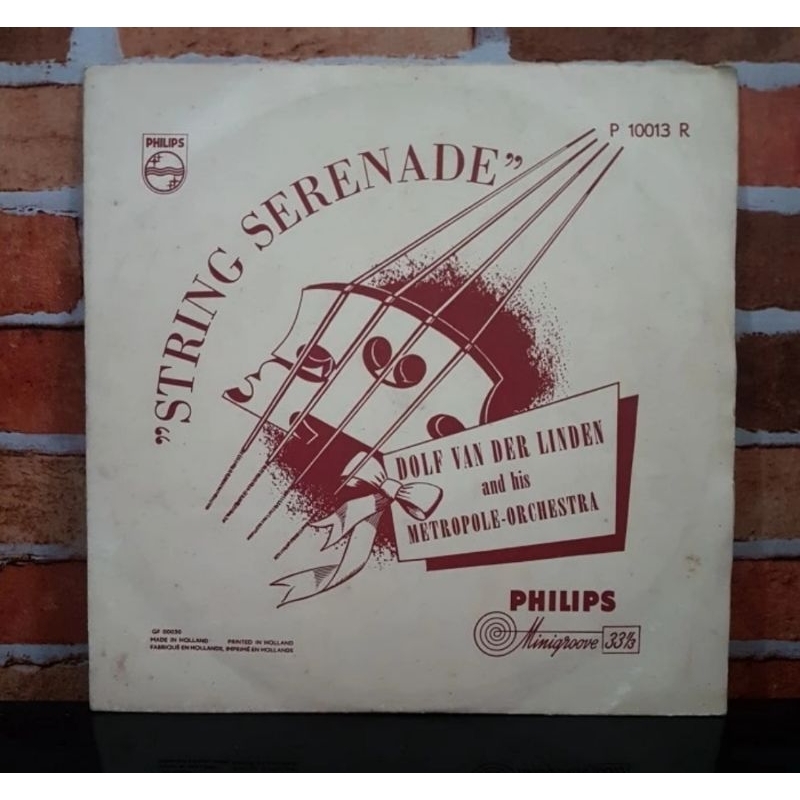 P 10013 R
PHILIPS
”STRING SERENADE”
DOLF VAN DER LINDEN
and his
METROPOLE-ORCHESTRA
PHILIPS
Minigroove 33⅓
MADE IN HOLLAND PRINTED IN HOLLAND
FABRIQUÉ EN HOLLANDE, IMPRIMÉ EN HOLLANDE